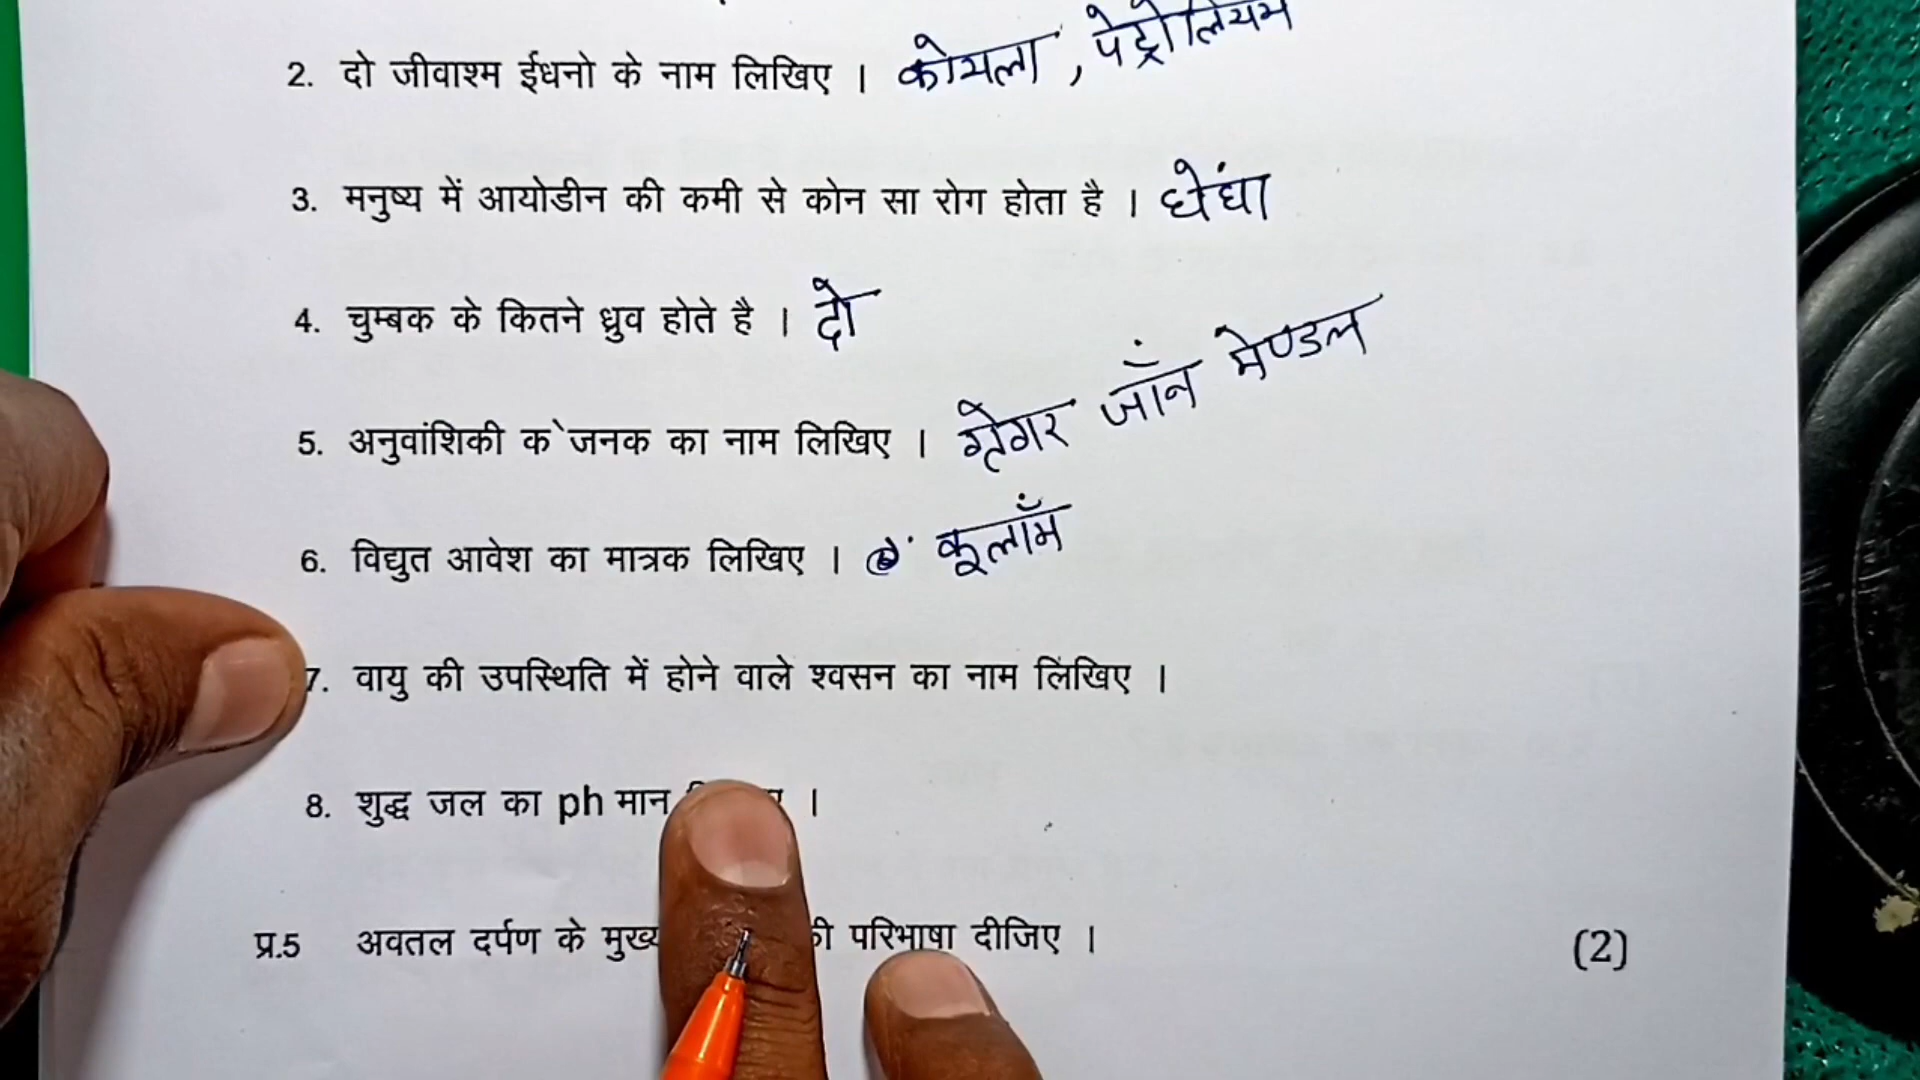 2. दो जीवाश्म ईधनो के नाम लिखिए । कोयला , पेट्रोलियम
3. मनुष्य में आयोडीन की कमी से कोन सा रोग होता है । घेंघा
4. चुम्बक के कितने ध्रुव होते है । दो
5. अनुवांशिकी क`जनक का नाम लिखिए । ग्रेगर जॉन मेण्डल
6. विद्युत आवेश का मात्रक लिखिए । कूलॉम
7. वायु की उपस्थिति में होने वाले श्वसन का नाम लिखिए ।
8. शुद्ध जल का ph मान ।
प्र.5 अवतल दर्पण के मुख्य की परिभाषा दीजिए । (2)